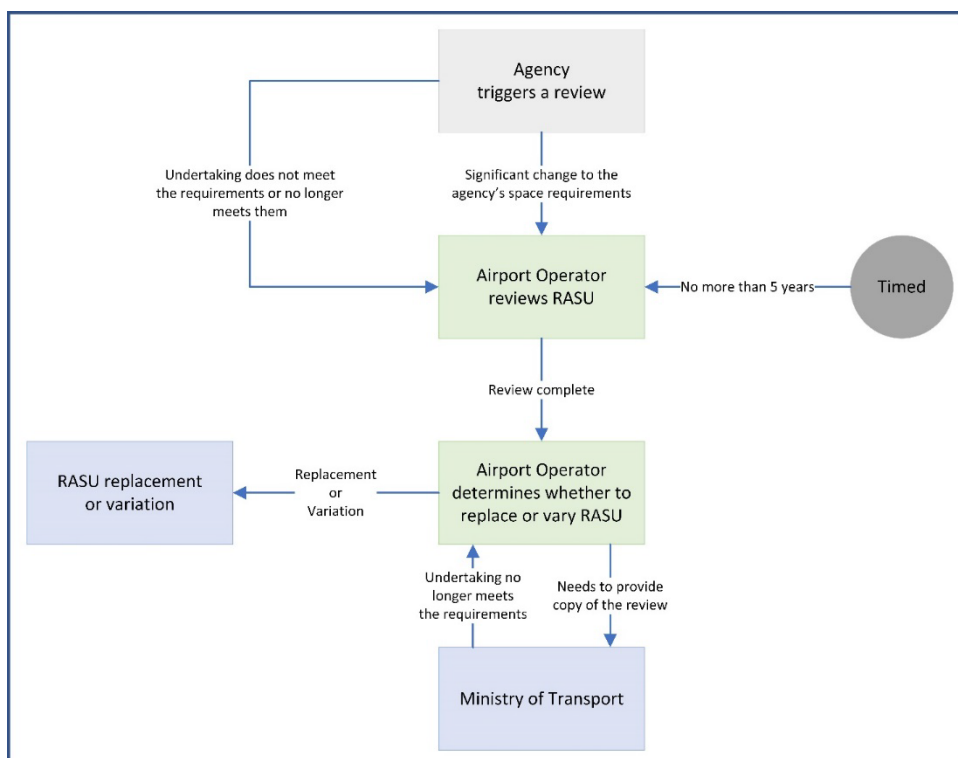 Agency
triggers a review
Undertaking does not meet
the requirements or no longer
meets them
Significant change to the
agency's space requirements
Airport Operator
reviews RASU
No more than 5 years
Timed
Review complete
RASU replacement
or variation
Replacement
or
Variation
Airport Operator
determines whether to
replace or vary RASU
Undertaking no
longer meets
the requirements
Needs to provide
copy of the review
Ministry of Transport